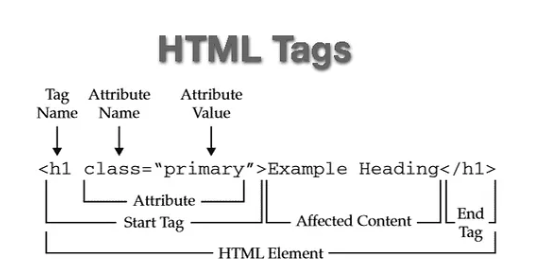 HTML Tags
Tag Name
Attribute Name
Attribute Value
<h1 class=“primary”>Example Heading</h1>
Attribute
Start Tag
Affected Content
End Tag
HTML Element